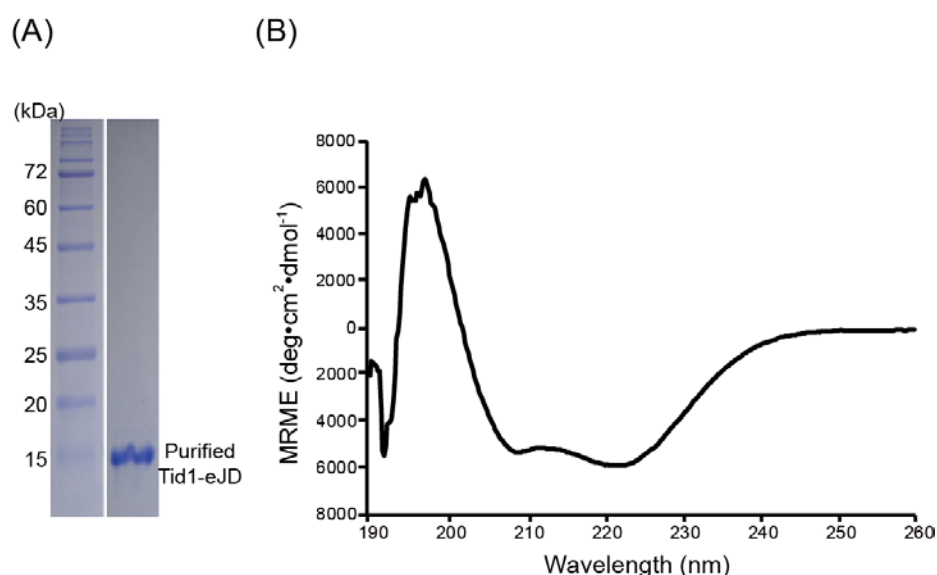 (A)
(B)
(kDa)
72
60
45
35
25
20
15
Purified
Tid1-eJD
MRME (deg•cm²•dmol⁻¹)
8000
6000
4000
2000
0
2000
4000
6000
8000
190 200 210 220 230 240 250 260
Wavelength (nm)